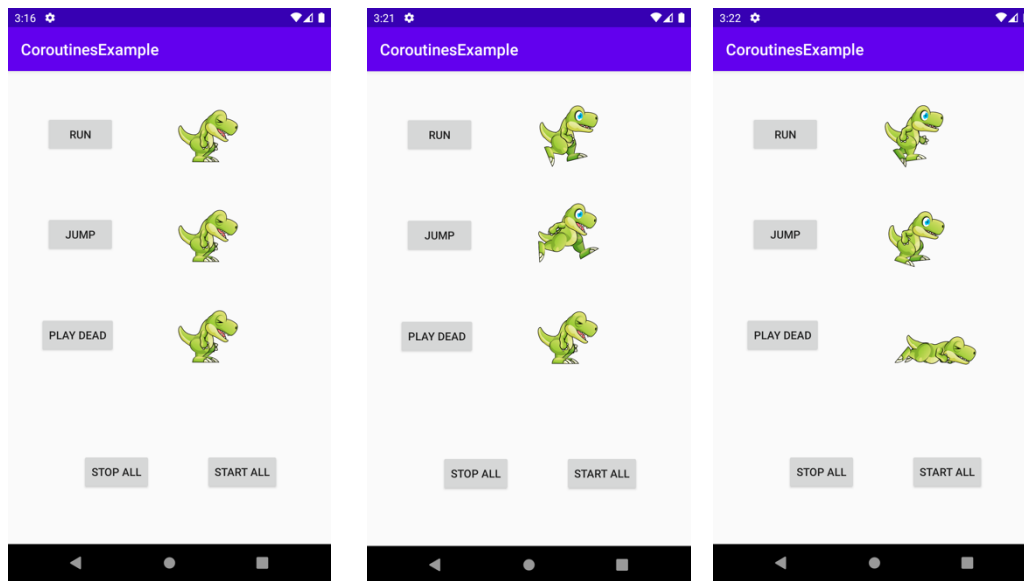 3:16
CoroutinesExample
RUN
JUMP
PLAY DEAD
STOP ALL START ALL
3:21
CoroutinesExample
RUN
JUMP
PLAY DEAD
STOP ALL START ALL
3:22
CoroutinesExample
RUN
JUMP
PLAY DEAD
STOP ALL START ALL